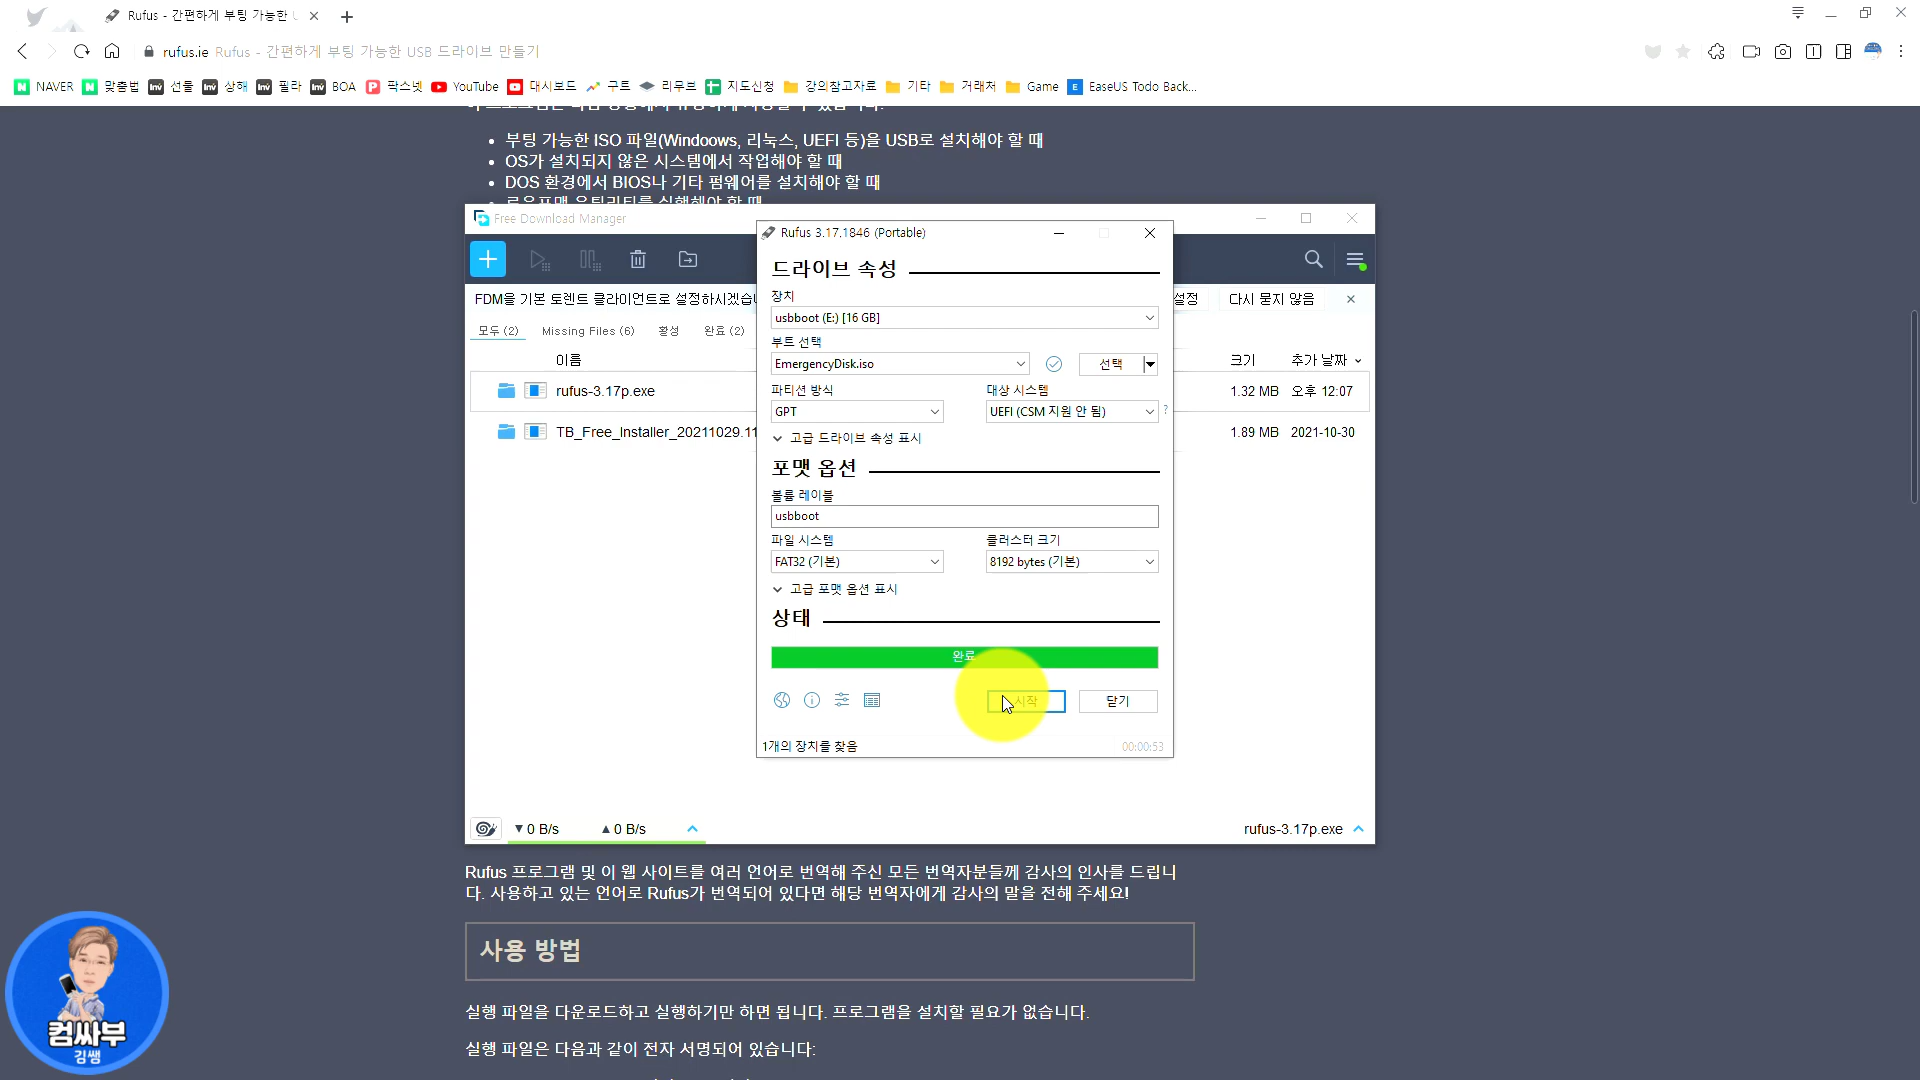 Rufus - 간편하게 부팅 가능한
rufus.ie Rufus - 간편하게 부팅 가능한 USB 드라이브 만들기
NAVER 맞춤법 선물 상해 필라 BOA 팍스넷 YouTube 대시보드 구트 리무브 지도신청 강의참고자료 기타 거래처 Game EaseUS Todo Back...
부팅 가능한 ISO 파일(Windoows, 리눅스, UEFI 등)을 USB로 설치해야 할 때
OS가 설치되지 않은 시스템에서 작업해야 할 때
DOS 환경에서 BIOS나 기타 펌웨어를 설치해야 할 때
Free Download Manager
FDM을 기본 토렌트 클라이언트로 설정하시겠습
설정 다시 묻지 않음
모두 (2) Missing Files (6) 활성 완료 (2)
이름 크기 추가 날짜
rufus-3.17p.exe 1.32 MB 오후 12:07
TB_Free_Installer_20211029.11 1.89 MB 2021-10-30
Rufus 3.17.1846 (Portable)
드라이브 속성
장치
usbboot (E:) [16 GB]
부트 선택
EmergencyDisk.iso 선택
파티션 방식 대상 시스템
GPT UEFI (CSM 지원 안 됨) ?
고급 드라이브 속성 표시
포맷 옵션
볼륨 레이블
usbboot
파일 시스템 클러스터 크기
FAT32 (기본) 8192 bytes (기본)
고급 포맷 옵션 표시
상태
완료
시작 닫기
1개의 장치를 찾음 00:00:53
▼0 B/s ▲0 B/s rufus-3.17p.exe
Rufus 프로그램 및 이 웹 사이트를 여러 언어로 번역해 주신 모든 번역자분들께 감사의 인사를 드립니
다. 사용하고 있는 언어로 Rufus가 번역되어 있다면 해당 번역자에게 감사의 말을 전해 주세요!
사용 방법
실행 파일을 다운로드하고 실행하기만 하면 됩니다. 프로그램을 설치할 필요가 없습니다.
실행 파일은 다음과 같이 전자 서명되어 있습니다:
컴싸부
김쌤